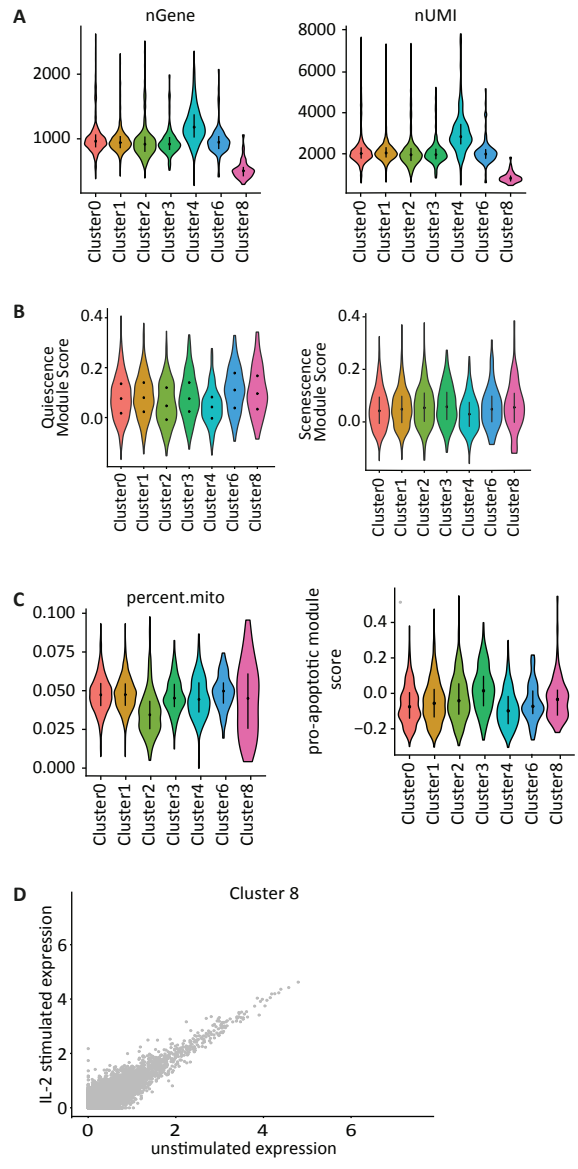 A
nGene
2000
1000
Cluster0
Cluster1
Cluster2
Cluster3
Cluster4
Cluster6
Cluster8
nUMI
8000
6000
4000
2000
0
Cluster0
Cluster1
Cluster2
Cluster3
Cluster4
Cluster6
Cluster8
B
Quiescence
Module Score
0.4
0.2
0.0
Cluster0
Cluster1
Cluster2
Cluster3
Cluster4
Cluster6
Cluster8
Scenescence
Module Score
0.4
0.2
0.0
Cluster0
Cluster1
Cluster2
Cluster3
Cluster4
Cluster6
Cluster8
C
percent.mito
0.100
0.075
0.050
0.025
0.000
Cluster0
Cluster1
Cluster2
Cluster3
Cluster4
Cluster6
Cluster8
pro-apoptotic module
score
0.4
0.2
0.0
−0.2
Cluster0
Cluster1
Cluster2
Cluster3
Cluster4
Cluster6
Cluster8
D
Cluster 8
IL-2 stimulated expression
6
4
2
0
0
2
4
6
unstimulated expression